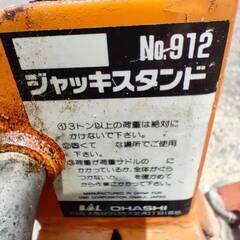 No.912
ジャッキスタンド
①3トン以上の荷重は絶対に
かけないで下さい。
②固くて な場所でご使用
下さい。
③荷重が荷重サドルの に
かかっているか、全体がぐら
つかないか、 を確めて
から作業にかかって下さい。
MANUFACTURED IN CHINA FOR
OHASHI